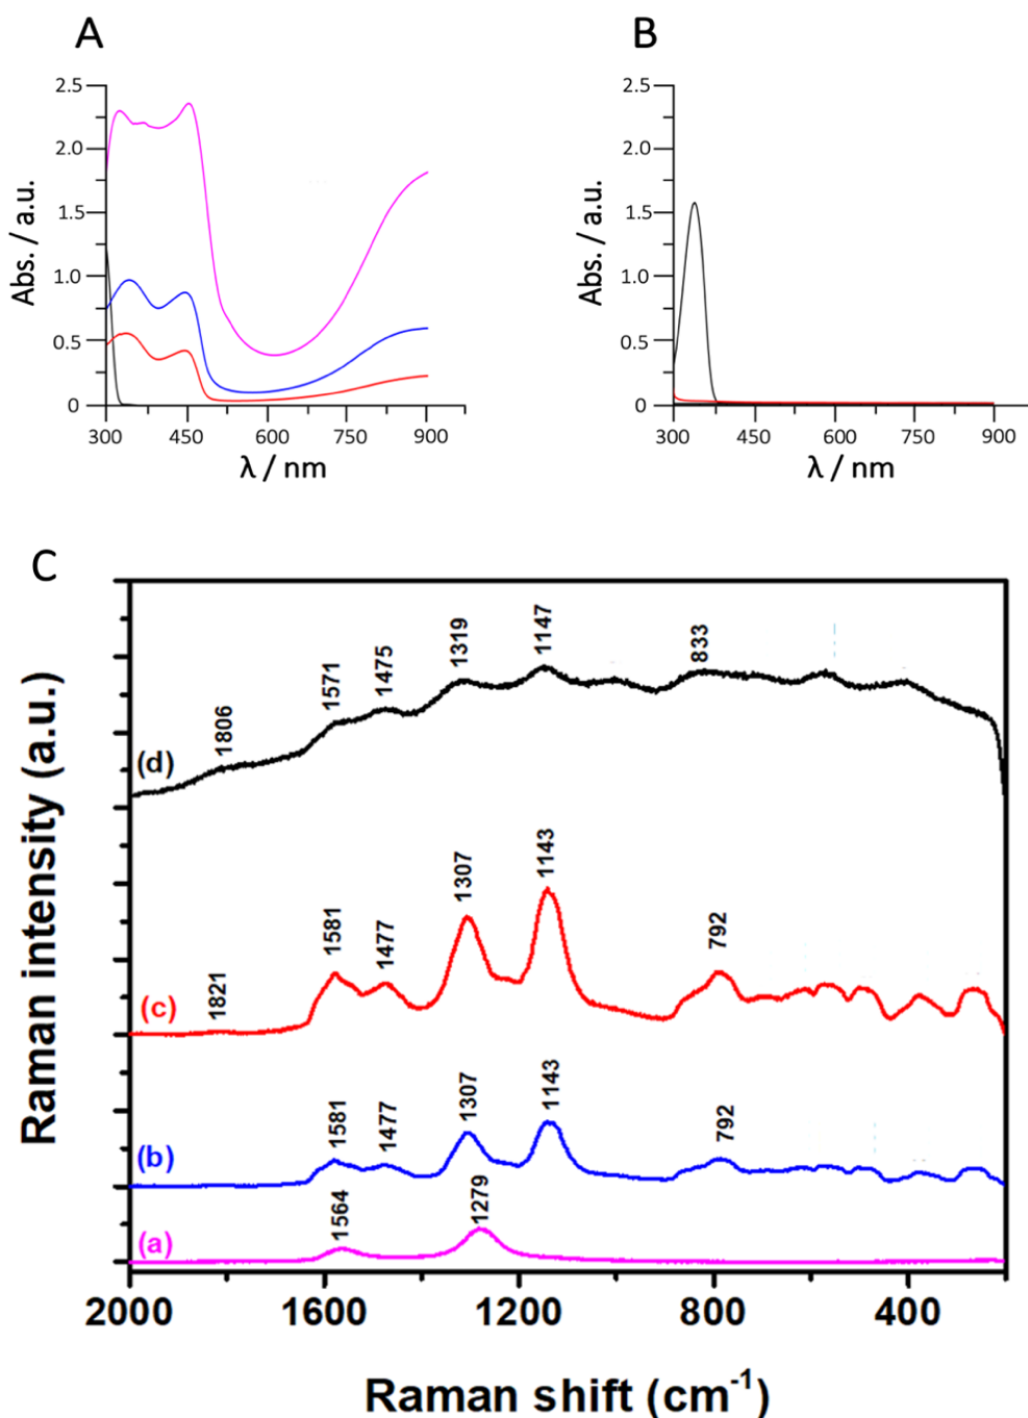 A
B
2.5
2.0
1.5
1.0
0.5
0
Abs. / a.u.
300 450 600 750 900
λ / nm
2.5
2.0
1.5
1.0
0.5
0
Abs. / a.u.
300 450 600 750 900
λ / nm
C
Raman intensity (a.u.)
(d)
1806 1571 1475 1319 1147 833
(c)
1821 1581 1477 1307 1143 792
(b)
1581 1477 1307 1143 792
(a)
1564 1279
2000 1600 1200 800 400
Raman shift (cm⁻¹)